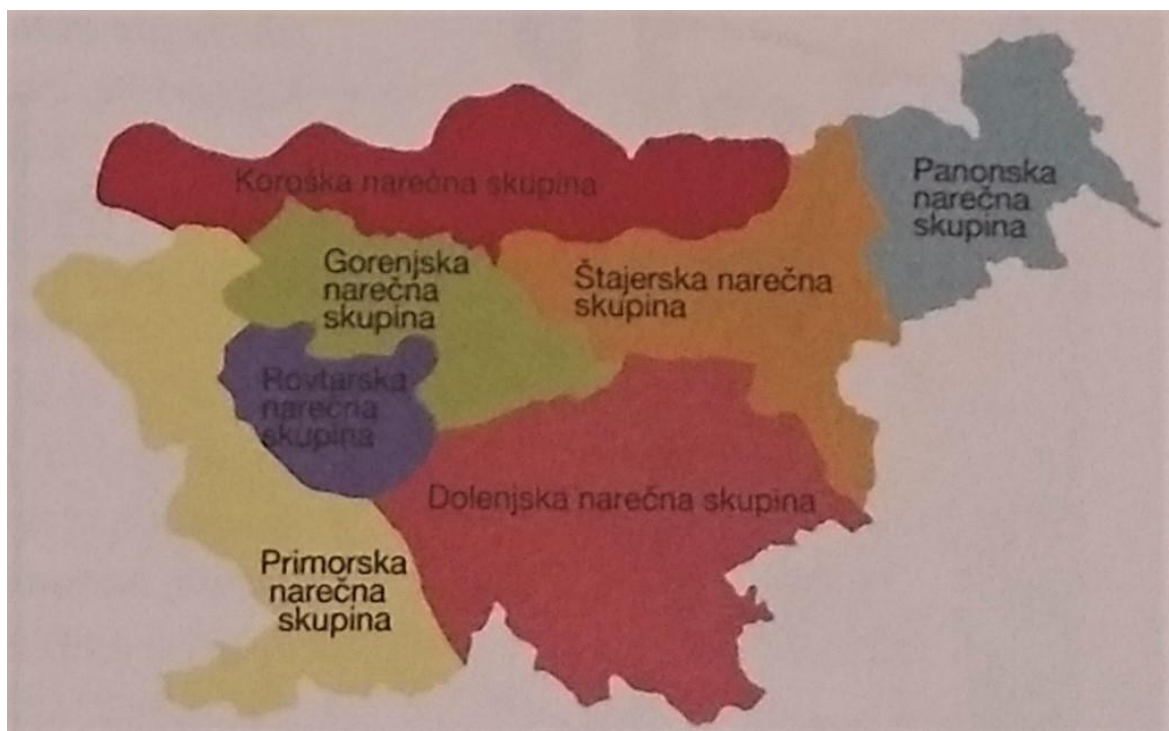 Koroška narečna skupina
Panonska
narečna
skupina
Gorenjska
narečna
skupina
Štajerska narečna
skupina
Rovtarska
narečna
skupina
Dolenjska narečna skupina
Primorska
narečna
skupina